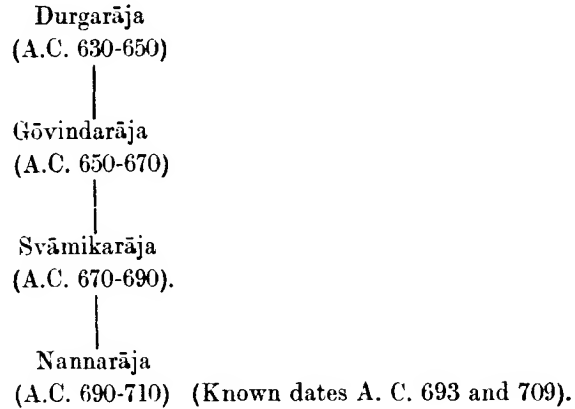 Durgarāja
(A.C. 630-650)
Gōvindarāja
(A.C. 650-670)
Svāmikarāja
(A.C. 670-690).
Nannarāja
(A.C. 690-710) (Known dates A. C. 693 and 709).